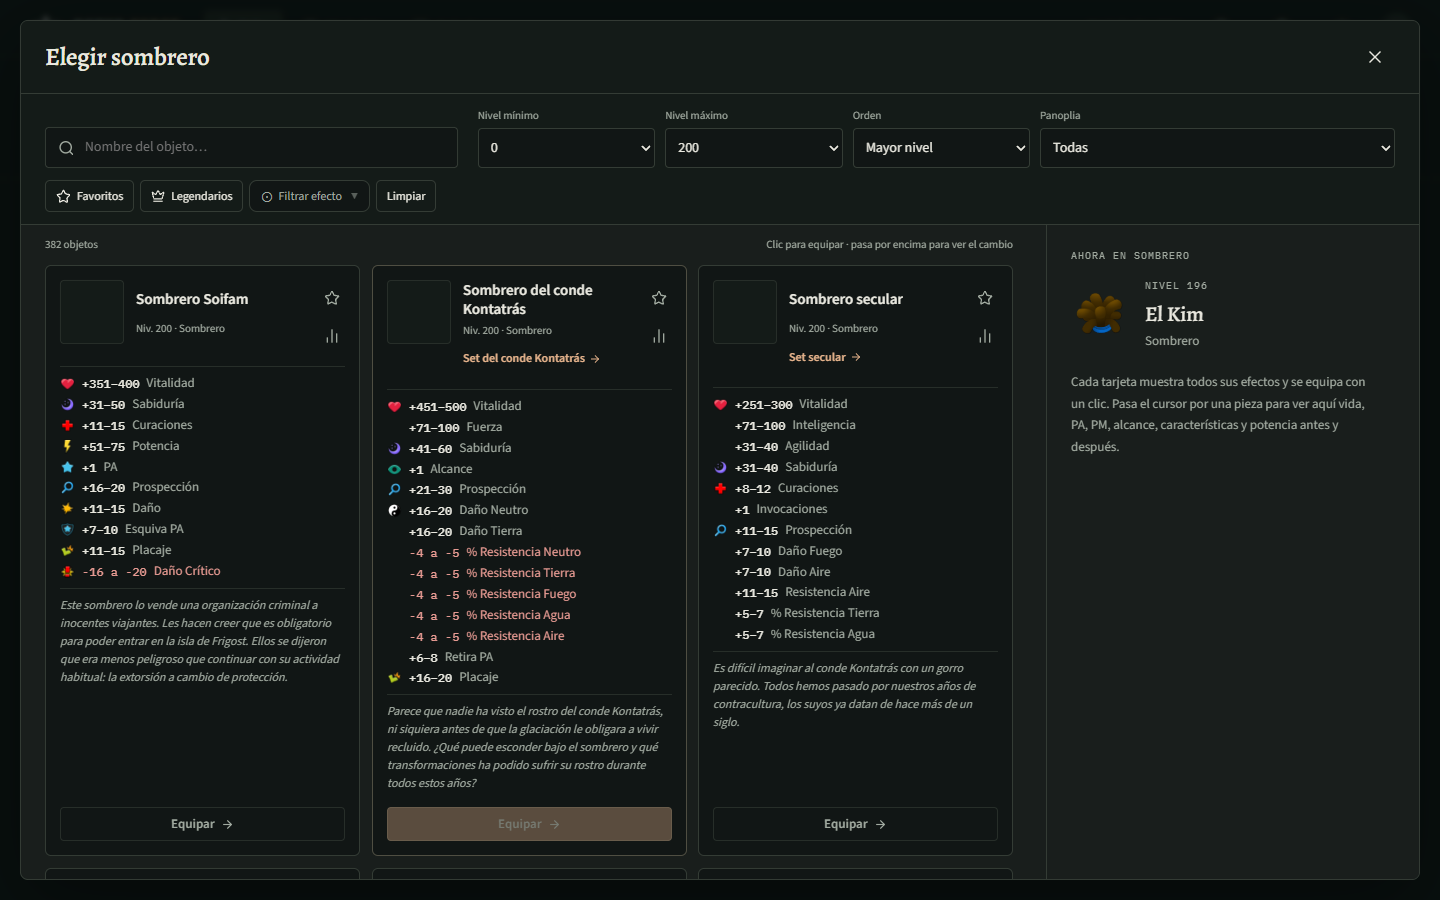 Elegir sombrero
Nombre del objeto…
Nivel mínimo
0
Nivel máximo
200
Orden
Mayor nivel
Panoplia
Todas
Favoritos
Legendarios
Filtrar efecto
Limpiar
382 objetos
Clic para equipar · pasa por encima para ver el cambio
Sombrero Soifam
Niv. 200 · Sombrero
+351–400 Vitalidad
+31–50 Sabiduría
+11–15 Curaciones
+51–75 Potencia
+1 PA
+16–20 Prospección
+11–15 Daño
+7–10 Esquiva PA
+11–15 Placaje
-16 a -20 Daño Crítico
Este sombrero lo vende una organización criminal a
inocentes viajantes. Les hacen creer que es obligatorio
para poder entrar en la isla de Frigost. Ellos se dijeron
que era menos peligroso que continuar con su actividad
habitual: la extorsión a cambio de protección.
Equipar →
Sombrero del conde
Kontatrás
Niv. 200 · Sombrero
Set del conde Kontatrás →
+451–500 Vitalidad
+71–100 Fuerza
+41–60 Sabiduría
+1 Alcance
+21–30 Prospección
+16–20 Daño Neutro
+16–20 Daño Tierra
-4 a -5 % Resistencia Neutro
-4 a -5 % Resistencia Tierra
-4 a -5 % Resistencia Fuego
-4 a -5 % Resistencia Agua
-4 a -5 % Resistencia Aire
+6–8 Retira PA
+16–20 Placaje
Parece que nadie ha visto el rostro del conde Kontatrás,
ni siquiera antes de que la glaciación le obligara a vivir
recluido. ¿Qué puede esconder bajo el sombrero y qué
transformaciones ha podido sufrir su rostro durante
todos estos años?
Equipar →
Sombrero secular
Niv. 200 · Sombrero
Set secular →
+251–300 Vitalidad
+71–100 Inteligencia
+31–40 Agilidad
+31–40 Sabiduría
+8–12 Curaciones
+1 Invocaciones
+11–15 Prospección
+7–10 Daño Fuego
+7–10 Daño Aire
+11–15 Resistencia Aire
+5–7 % Resistencia Tierra
+5–7 % Resistencia Agua
Es difícil imaginar al conde Kontatrás con un gorro
parecido. Todos hemos pasado por nuestros años de
contracultura, los suyos ya datan de hace más de un
siglo.
Equipar →
AHORA EN SOMBRERO
NIVEL 196
El Kim
Sombrero
Cada tarjeta muestra todos sus efectos y se equipa con
un clic. Pasa el cursor por una pieza para ver aquí vida,
PA, PM, alcance, características y potencia antes y
después.